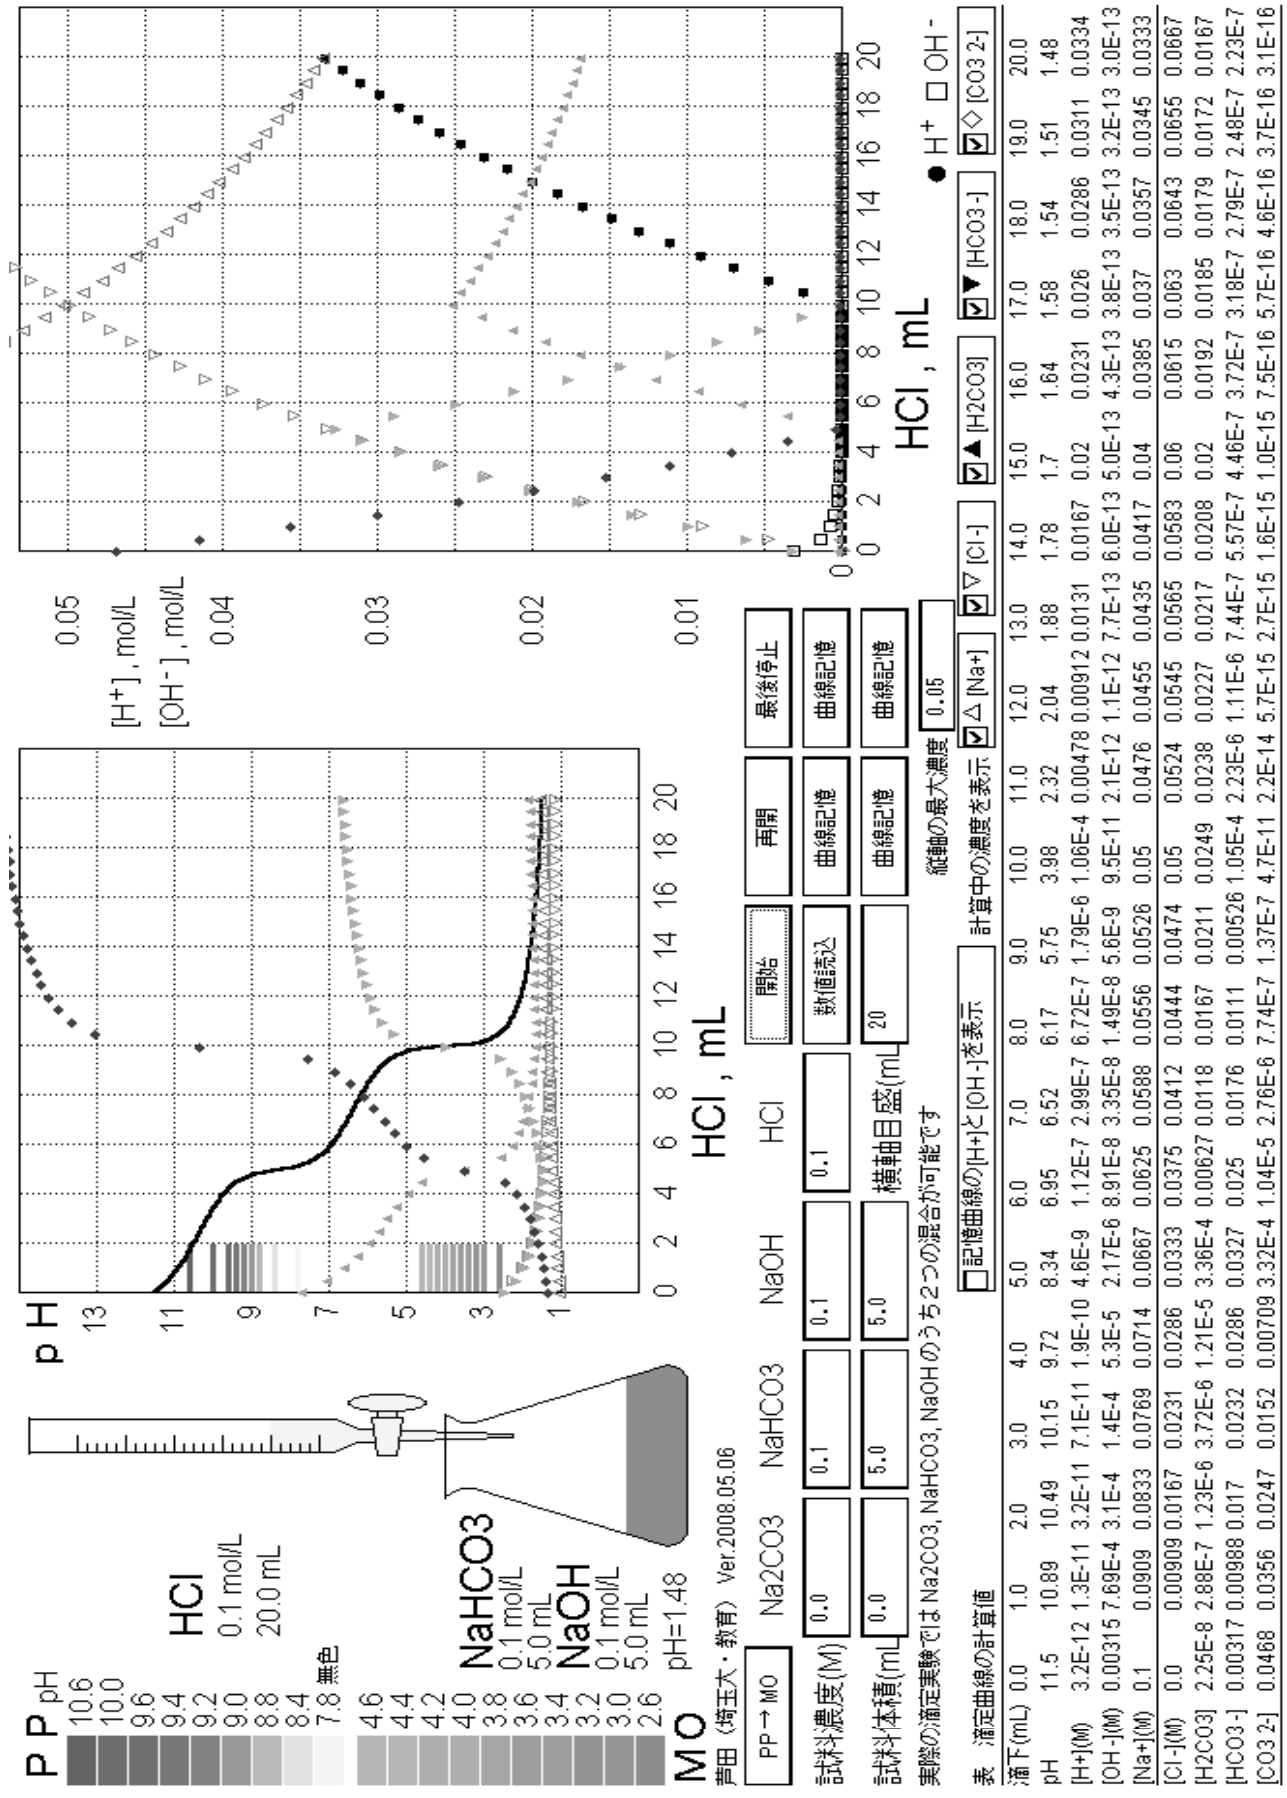 PP pH
10.6
10.0
9.6
9.4
9.2
9.0
8.8
8.4
7.8 無色
4.6
4.4
4.2
4.0
3.8
3.6
3.4
3.2
3.0
2.6
MO
HCl
0.1 mol/L
20.0 mL
NaHCO3
0.1 mol/L
5.0 mL
NaOH
0.1 mol/L
5.0 mL
pH=1.48
芦田 (埼玉大・教育) Ver.2008.05.06
pH
13
11
9
7
5
3
1
0 2 4 6 8 10 12 14 16 18 20
HCl , mL
[H+] , mol/L
[OH-] , mol/L
0.05
0.04
0.03
0.02
0.01
0
0 2 4 6 8 10 12 14 16 18 20
HCl , mL
● H+ □ OH-
PP→MO Na2CO3 NaHCO3 NaOH HCl 開始 再開 最後停止
試料濃度(M) 0.0 0.1 0.1 0.1 数値読込 曲線記憶 曲線記憶
試料体積(mL 0.0 5.0 5.0 横軸目盛(mL 20 曲線記憶 曲線記憶
実際の滴定実験では Na2CO3, NaHCO3, NaOH のうち2つの混合が可能です
縦軸の最大濃度 0.05
記憶曲線の[H+]と[OH-]を表示 計算中の濃度を表示 △ [Na+] ▽ [Cl-] ▲ [H2CO3] ▼ [HCO3-] ◇ [CO3 2-]
表 滴定曲線の計算値
滴下(mL) 0.0 1.0 2.0 3.0 4.0 5.0 6.0 7.0 8.0 9.0 10.0 11.0 12.0 13.0 14.0 15.0 16.0 17.0 18.0 19.0 20.0
pH 11.5 10.89 10.49 10.15 9.72 8.34 6.95 6.52 6.17 5.75 3.98 2.32 2.04 1.88 1.78 1.7 1.64 1.58 1.54 1.51 1.48
[H+](M) 3.2E-12 1.3E-11 3.2E-11 7.1E-11 1.9E-10 4.6E-9 1.12E-7 2.99E-7 6.72E-7 1.79E-6 1.06E-4 0.00478 0.00912 0.0131 0.0167 0.02 0.0231 0.026 0.0286 0.0311 0.0334
[OH-](M) 0.00315 7.69E-4 3.1E-4 1.4E-4 5.3E-5 2.17E-6 8.91E-8 3.35E-8 1.49E-8 5.6E-9 9.5E-11 2.1E-12 1.1E-12 7.7E-13 6.0E-13 5.0E-13 4.3E-13 3.8E-13 3.5E-13 3.2E-13 3.0E-13
[Na+](M) 0.1 0.0909 0.0833 0.0769 0.0714 0.0667 0.0625 0.0588 0.0556 0.0526 0.05 0.0476 0.0455 0.0435 0.0417 0.04 0.0385 0.037 0.0357 0.0345 0.0333
[Cl-](M) 0.0 0.00909 0.0167 0.0231 0.0286 0.0333 0.0375 0.0412 0.0444 0.0474 0.05 0.0524 0.0545 0.0565 0.0583 0.06 0.0615 0.063 0.0643 0.0655 0.0667
[H2CO3] 2.25E-8 2.88E-7 1.23E-6 3.72E-6 1.21E-5 3.36E-4 0.00627 0.0118 0.0167 0.0211 0.0249 0.0238 0.0227 0.0217 0.0208 0.02 0.0192 0.0185 0.0179 0.0172 0.0167
[HCO3-] 0.00317 0.00988 0.017 0.0232 0.0286 0.0327 0.025 0.0176 0.0111 0.00526 1.05E-4 2.23E-6 1.11E-6 7.44E-7 5.57E-7 4.46E-7 3.72E-7 3.18E-7 2.79E-7 2.48E-7 2.23E-7
[CO3 2-] 0.0468 0.0356 0.0247 0.0152 0.00709 3.32E-4 1.04E-5 2.76E-6 7.74E-7 1.37E-7 4.7E-11 2.2E-14 5.7E-15 2.7E-15 1.6E-15 1.0E-15 7.5E-16 5.7E-16 4.6E-16 3.7E-16 3.1E-16